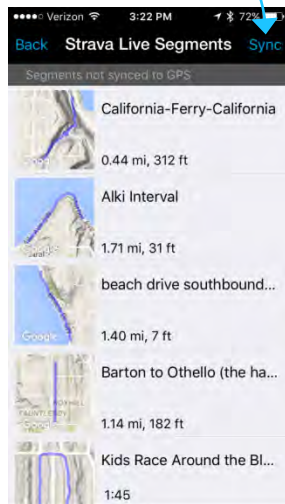 Verizon 3:22 PM 72%
Back Strava Live Segments Sync
Segments not synced to GPS
California-Ferry-California
0.44 mi, 312 ft
Google
Alki Interval
1.71 mi, 31 ft
Google
beach drive southbound...
1.40 mi, 7 ft
Google
Barton to Othello (the ha...
1.14 mi, 182 ft
Kids Race Around the Bl...
1:45